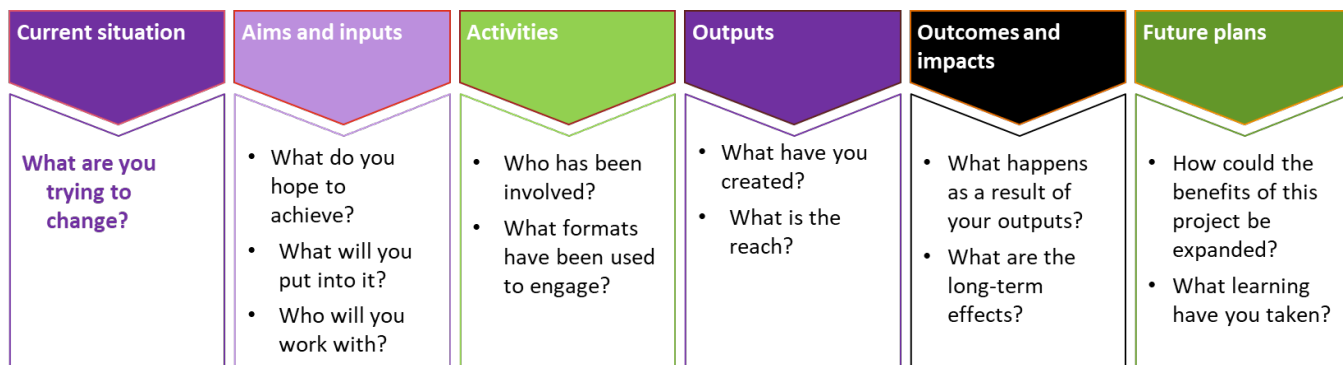 Current situation
What are you
trying to
change?
Aims and inputs
• What do you
hope to
achieve?
• What will you
put into it?
• Who will you
work with?
Activities
• Who has been
involved?
• What formats
have been used
to engage?
Outputs
• What have you
created?
• What is the
reach?
Outcomes and
impacts
• What happens
as a result of
your outputs?
• What are the
long-term
effects?
Future plans
• How could the
benefits of this
project be
expanded?
• What learning
have you taken?